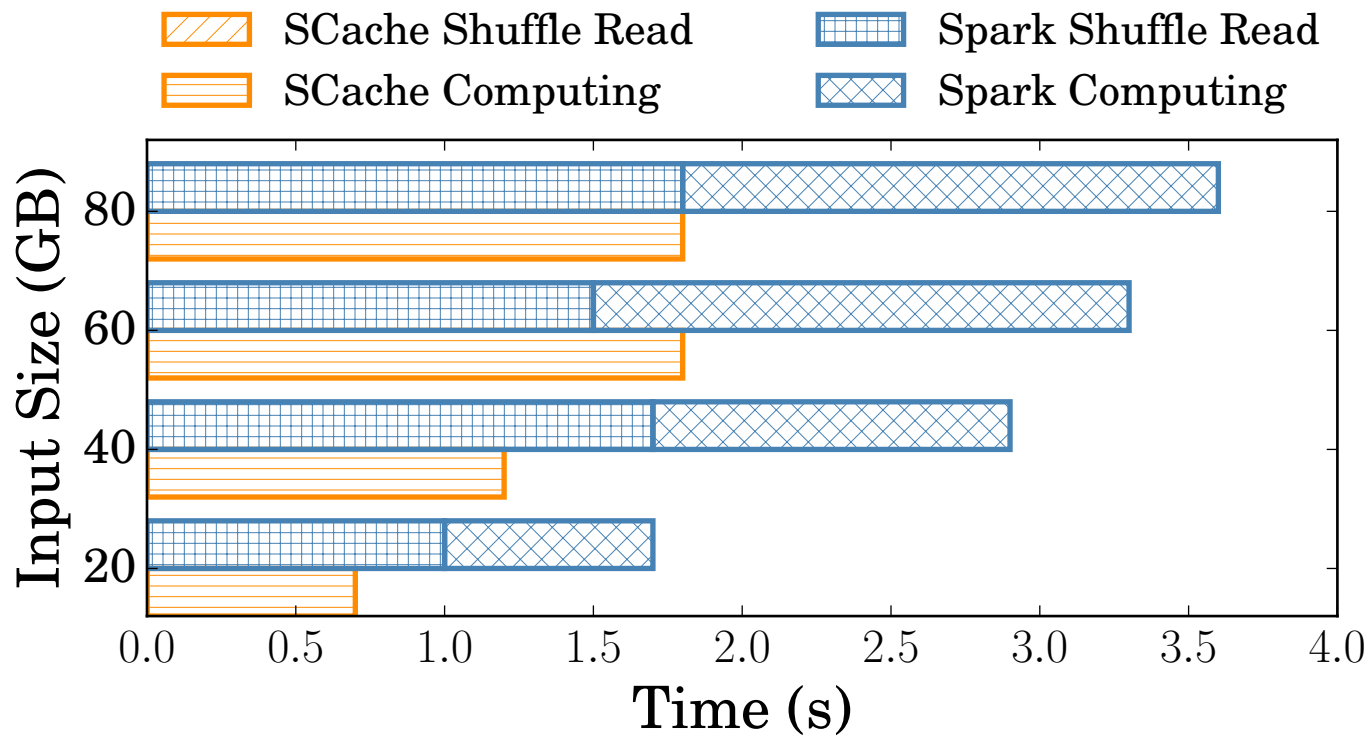 SCache Shuffle Read
Spark Shuffle Read
SCache Computing
Spark Computing
Input Size (GB)
80
60
40
20
0.0 0.5 1.0 1.5 2.0 2.5 3.0 3.5 4.0
Time (s)